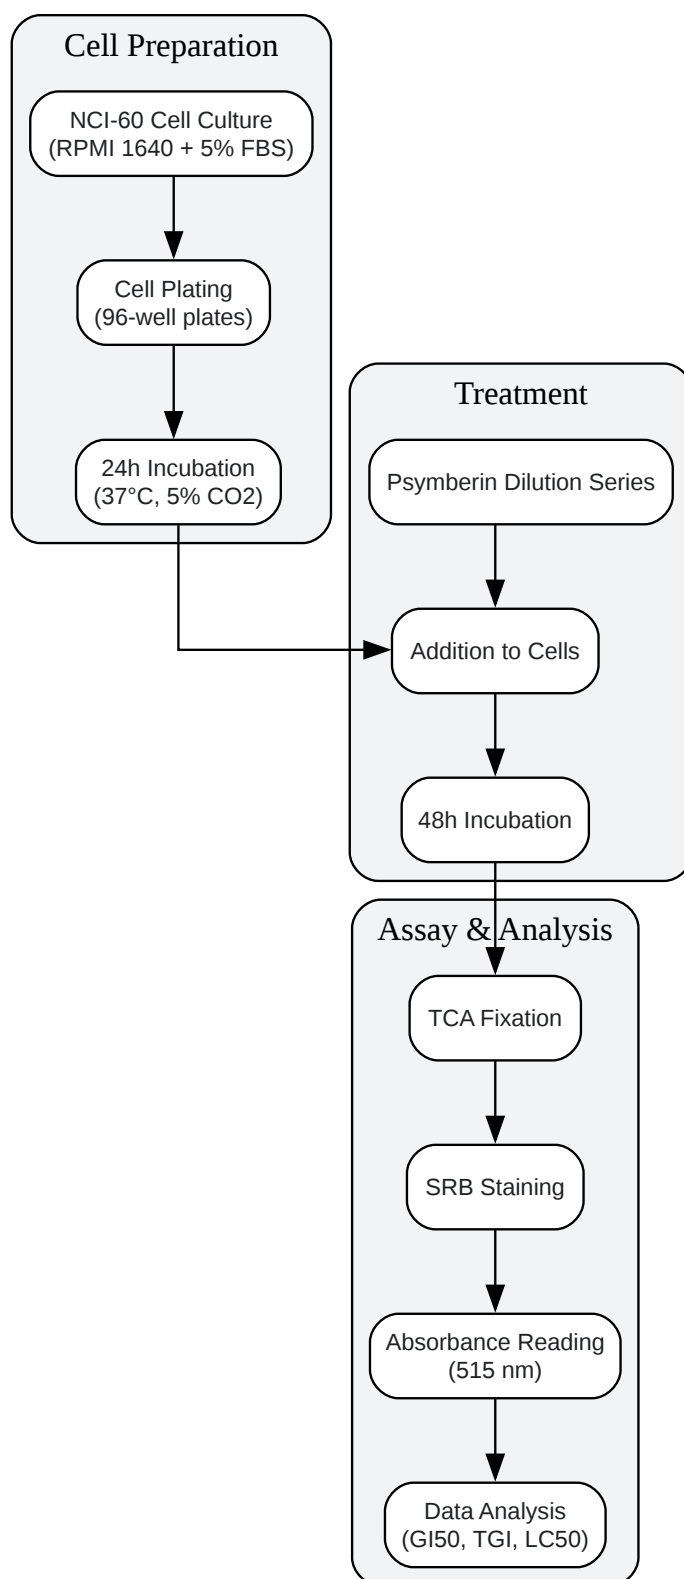 Cell Preparation
NCI-60 Cell Culture
(RPMI 1640 + 5% FBS)
Cell Plating
(96-well plates)
24h Incubation
(37°C, 5% CO2)
Treatment
Psymberin Dilution Series
Addition to Cells
48h Incubation
Assay & Analysis
TCA Fixation
SRB Staining
Absorbance Reading
(515 nm)
Data Analysis
(GI50, TGI, LC50)